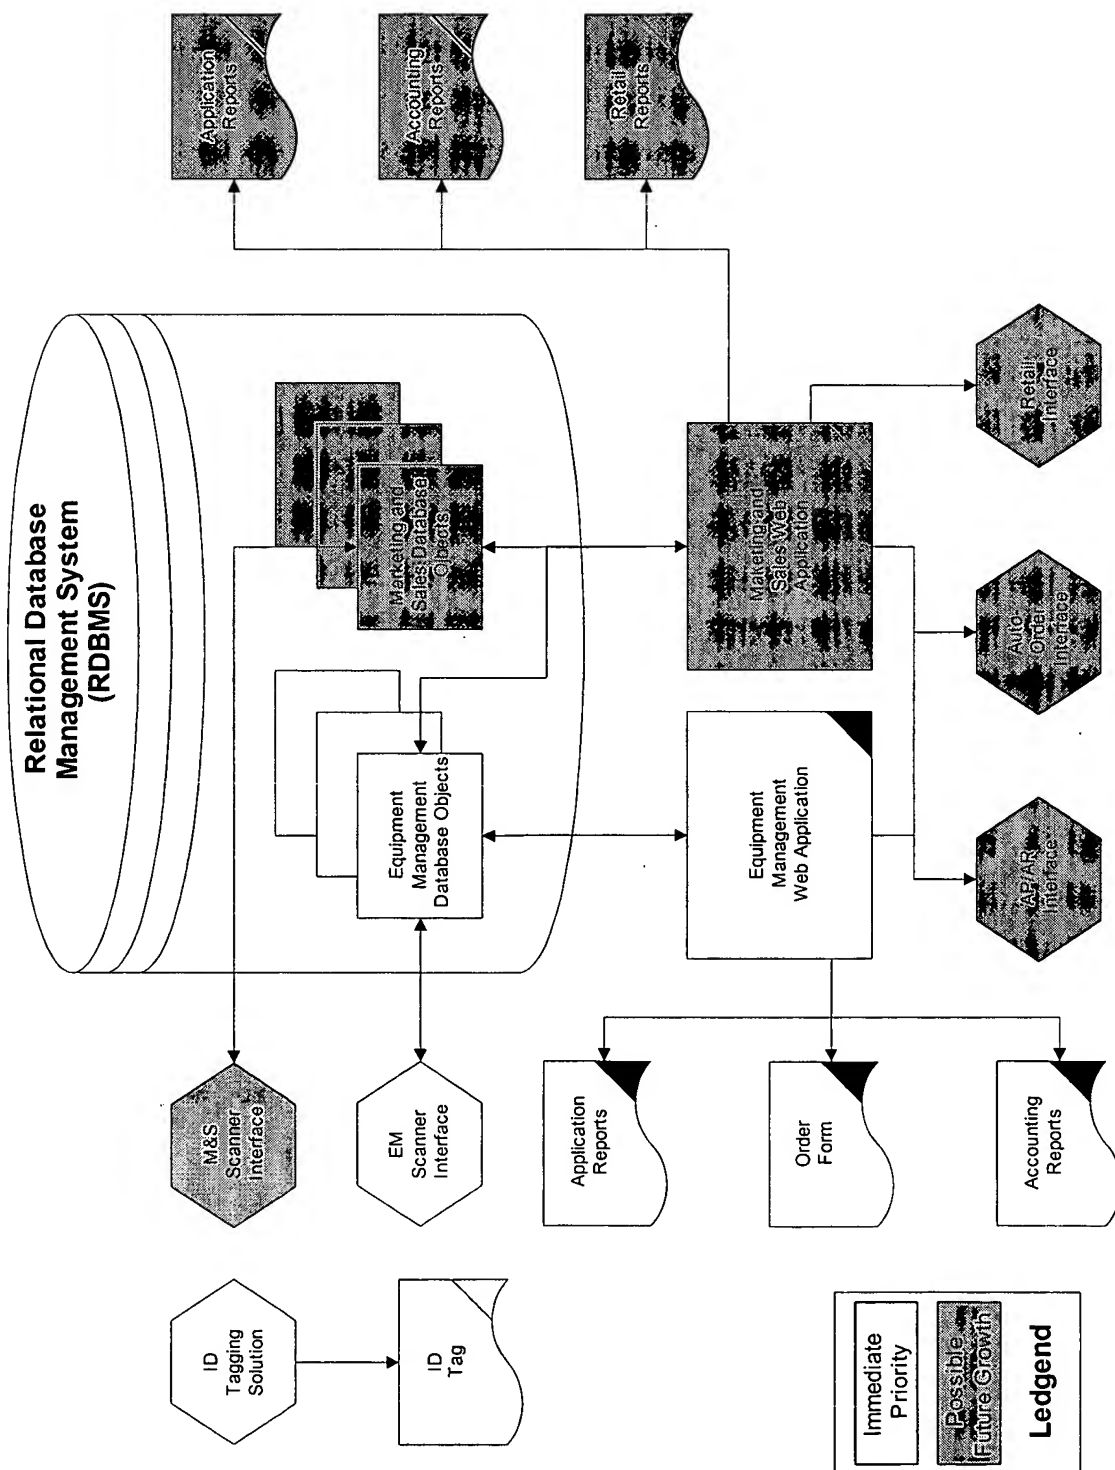 Relational Database
Management System
(RDBMS)
ID
Tagging
Solution
M&S
Scanner
Interface
Application
Reports
ID
Tag
EM
Scanner
Interface
Equipment
Management
Database Objects
Marketing and
Sales Database
Objects
Accounting
Reports
Application
Reports
Retail
Reports
Order
Form
Equipment
Management
Web Application
Marketing and
Sales Web
Application
Immediate
Priority
Possible
Future Growth
Ledgend
Accounting
Reports
AP/AR
Interface
Auto-
Order
Interface
Retail
Interface